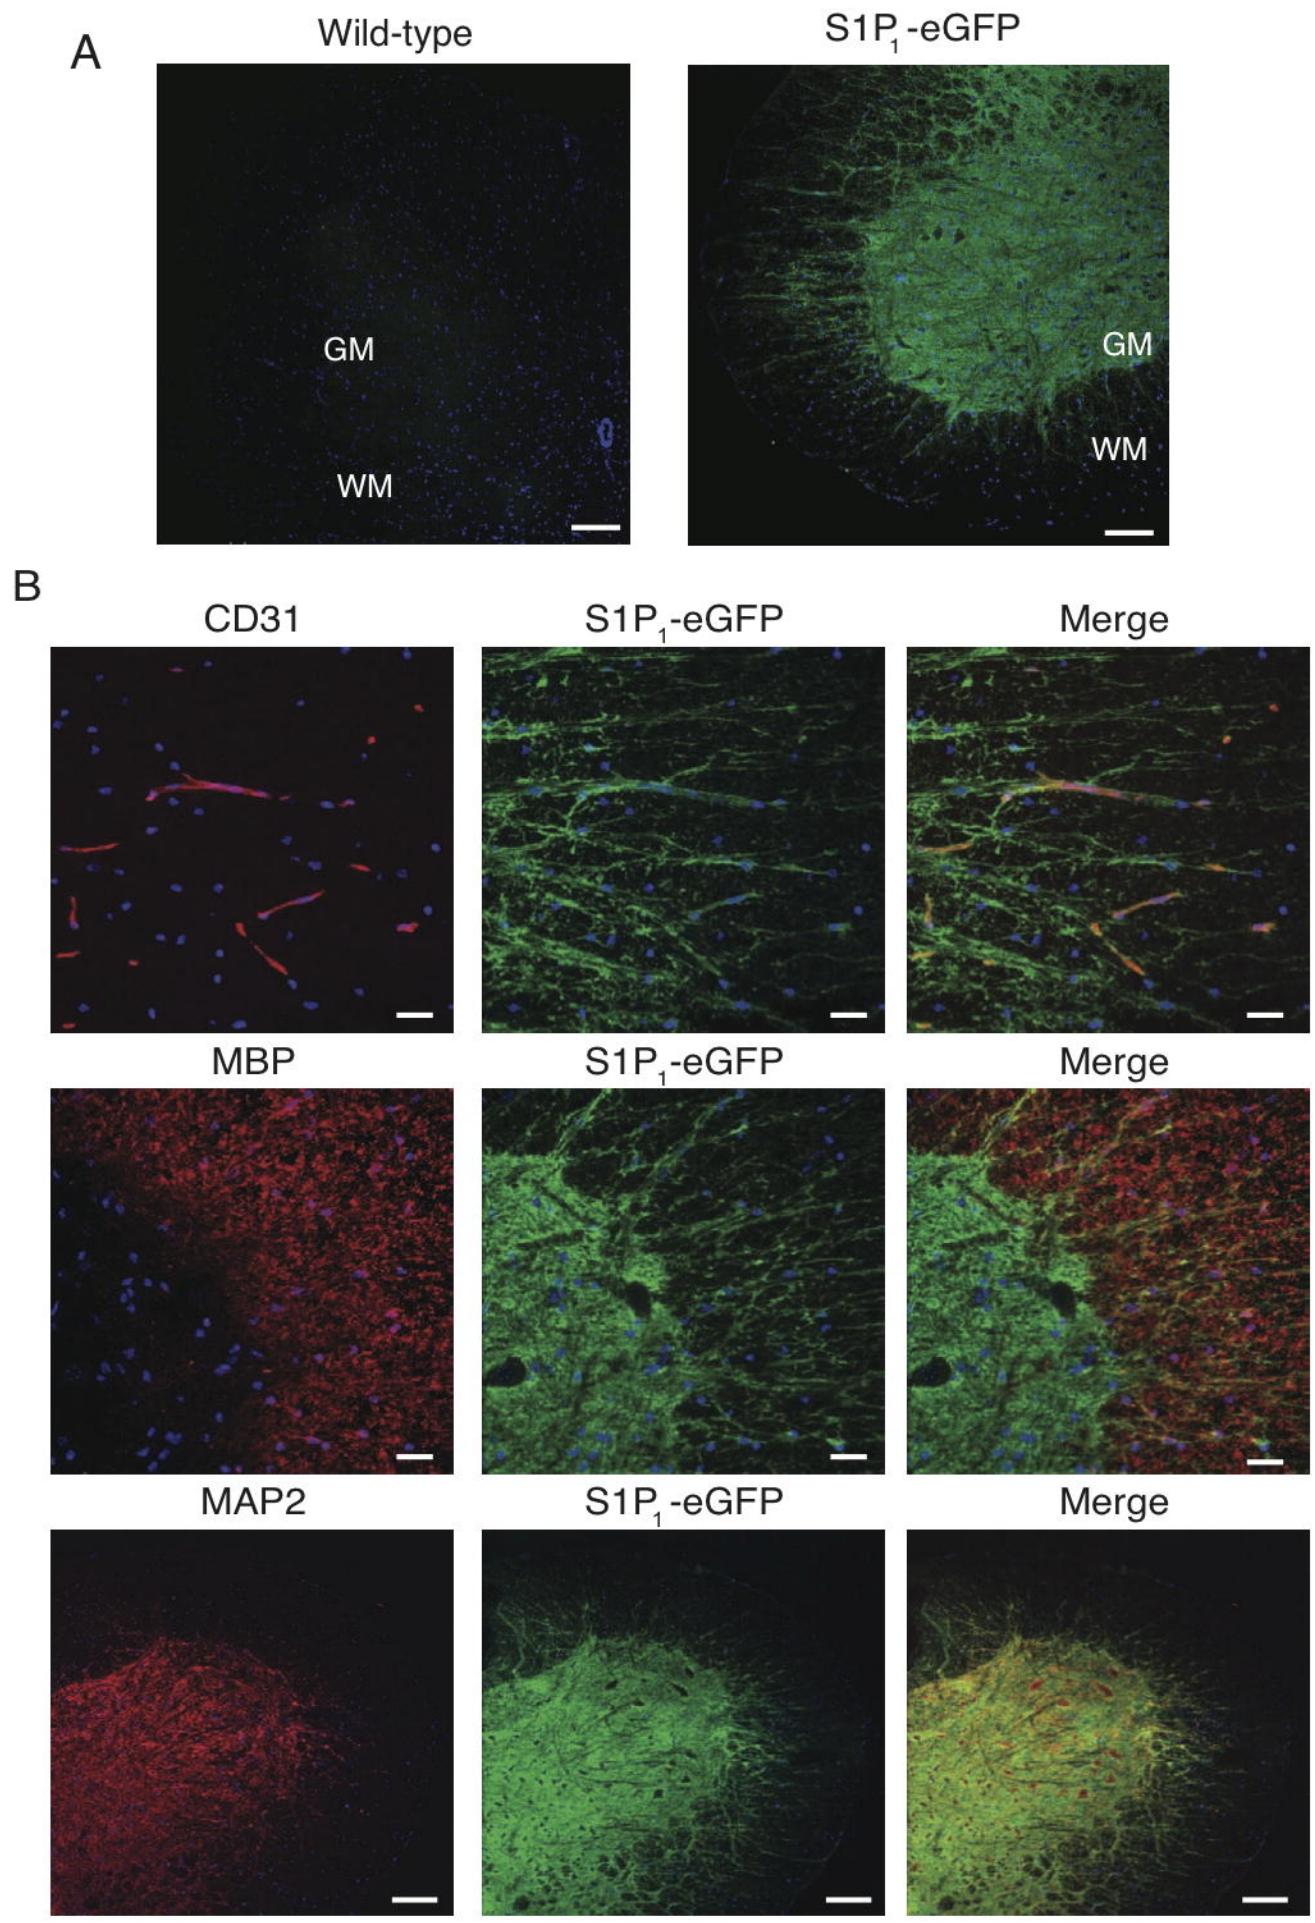 A
Wild-type
S1P₁-eGFP
GM
WM
GM
WM
B
CD31
S1P₁-eGFP
Merge
MBP
S1P₁-eGFP
Merge
MAP2
S1P₁-eGFP
Merge